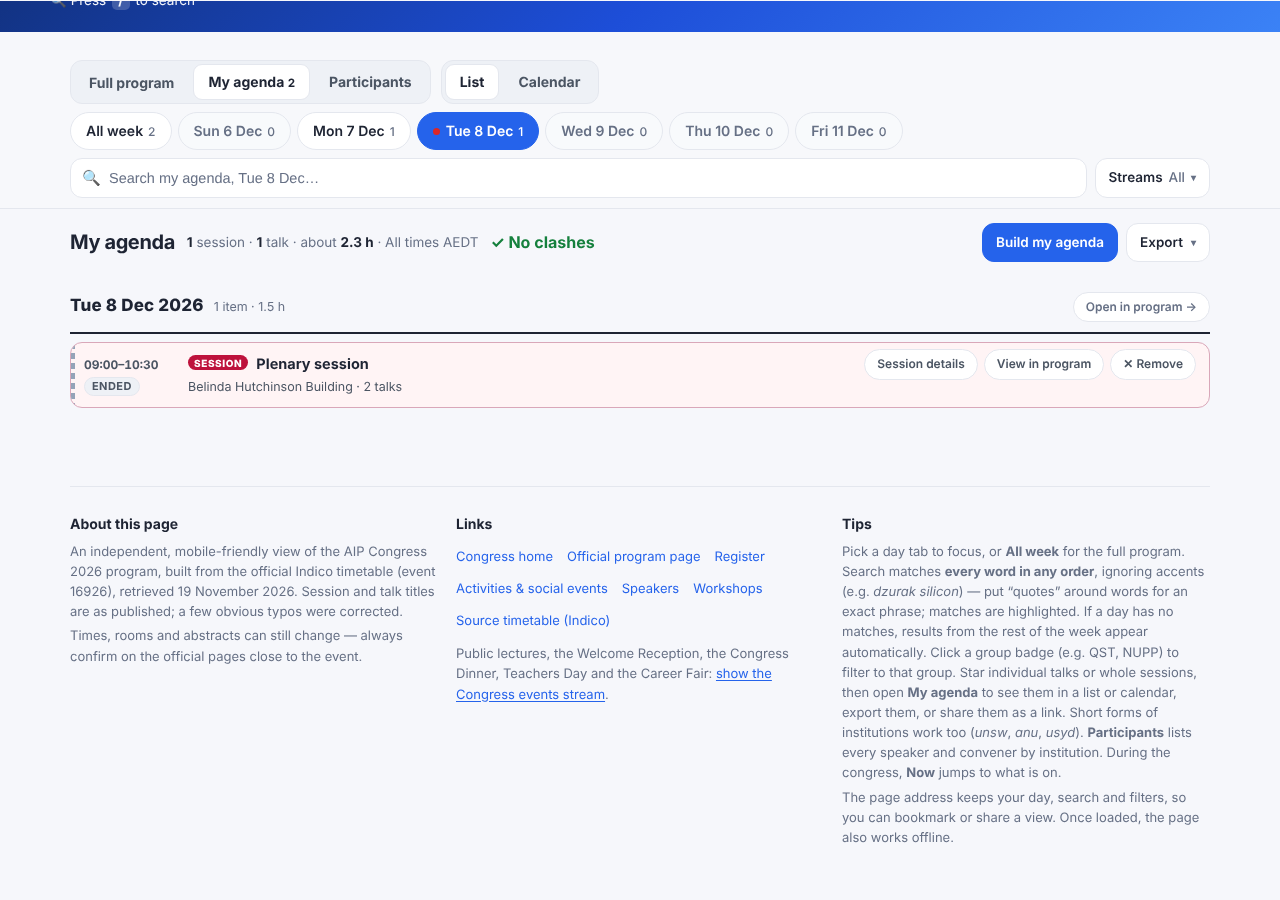 Press / to search
Full program My agenda 2 Participants List Calendar
All week 2 Sun 6 Dec 0 Mon 7 Dec 1 Tue 8 Dec 1 Wed 9 Dec 0 Thu 10 Dec 0 Fri 11 Dec 0
Search my agenda, Tue 8 Dec… Streams All ▾
My agenda 1 session · 1 talk · about 2.3 h · All times AEDT ✓ No clashes Build my agenda Export ▾
Tue 8 Dec 2026 1 item · 1.5 h Open in program →
09:00–10:30 SESSION Plenary session Session details View in program ✕ Remove
ENDED Belinda Hutchinson Building · 2 talks
About this page
An independent, mobile-friendly view of the AIP Congress
2026 program, built from the official Indico timetable (event
16926), retrieved 19 November 2026. Session and talk titles
are as published; a few obvious typos were corrected.
Times, rooms and abstracts can still change — always
confirm on the official pages close to the event.
Links
Congress home Official program page Register
Activities & social events Speakers Workshops
Source timetable (Indico)
Public lectures, the Welcome Reception, the Congress
Dinner, Teachers Day and the Career Fair: show the
Congress events stream.
Tips
Pick a day tab to focus, or All week for the full program.
Search matches every word in any order, ignoring accents
(e.g. dzurak silicon) — put “quotes” around words for an
exact phrase; matches are highlighted. If a day has no
matches, results from the rest of the week appear
automatically. Click a group badge (e.g. QST, NUPP) to
filter to that group. Star individual talks or whole sessions,
then open My agenda to see them in a list or calendar,
export them, or share them as a link. Short forms of
institutions work too (unsw, anu, usyd). Participants lists
every speaker and convener by institution. During the
congress, Now jumps to what is on.
The page address keeps your day, search and filters, so
you can bookmark or share a view. Once loaded, the page
also works offline.